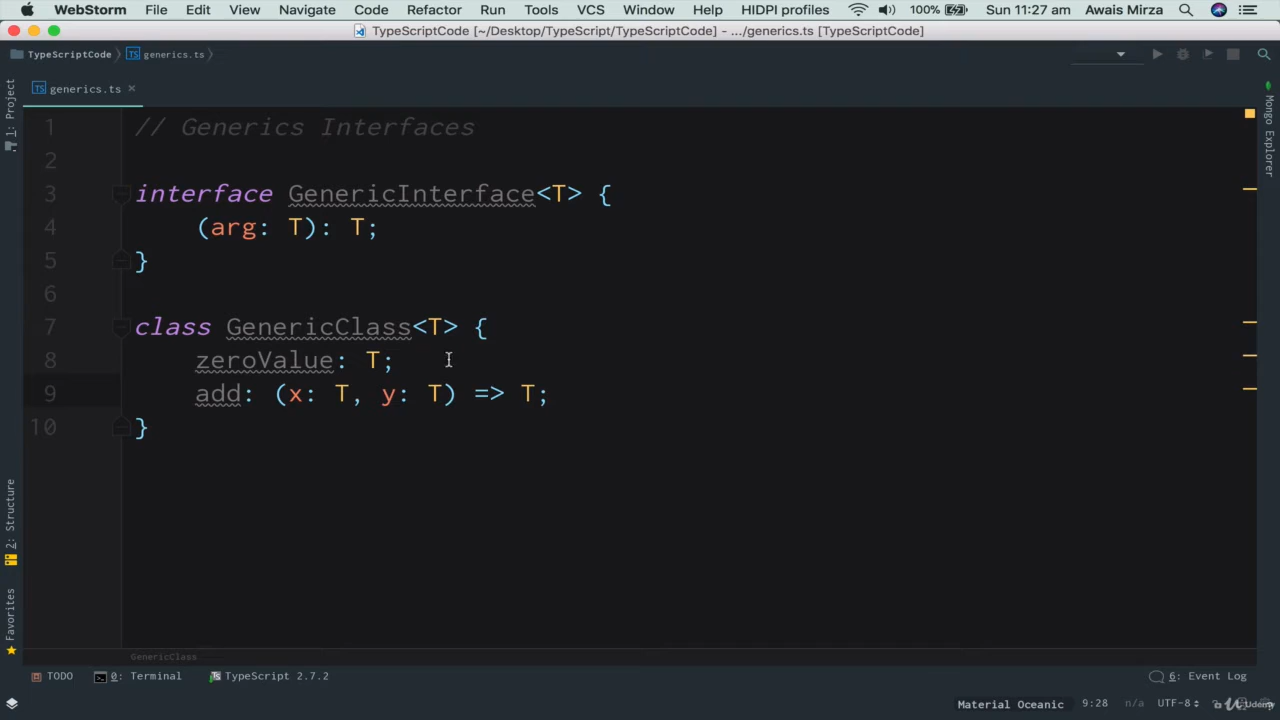 WebStorm File Edit View Navigate Code Refactor Run Tools VCS Window Help HIDPI profiles 100% Sun 11:27 am Awais Mirza
TypeScriptCode [~/Desktop/TypeScript/TypeScriptCode] - .../generics.ts [TypeScriptCode]
TypeScriptCode generics.ts
TS generics.ts
1: Project
Mongo Explorer
1 // Generics Interfaces
2
3 interface GenericInterface<T> {
4 (arg: T): T;
5 }
6
7 class GenericClass<T> {
8 zeroValue: T;
9 add: (x: T, y: T) => T;
10 }
2: Structure
Favorites
GenericClass
TODO 0: Terminal TypeScript 2.7.2 6: Event Log
Material Oceanic 9:28 n/a UTF-8 Udemy